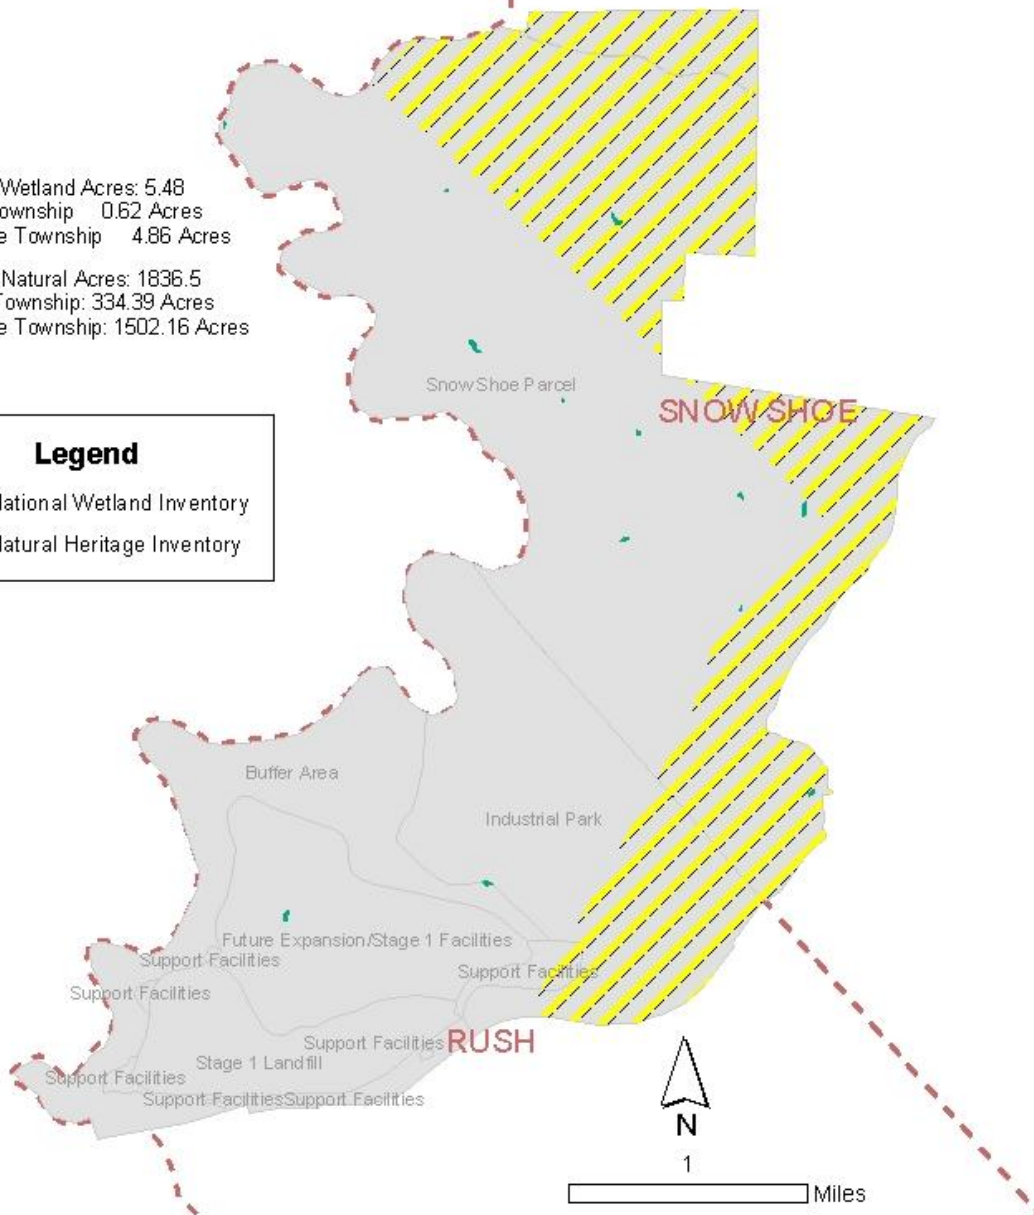 Wetland Acres: 5.48
ownship 0.62 Acres
e Township 4.86 Acres
Natural Acres: 1836.5
Township: 334.39 Acres
e Township: 1502.16 Acres
Snow Shoe Parcel
SNOW SHOE
Legend
National Wetland Inventory
Natural Heritage Inventory
Buffer Area
Industrial Park
Future Expansion/Stage 1 Facilities
Support Facilities
Support Facilities
Support Facilities
Support Facilities
RUSH
Stage 1 Landfill
Support Facilities
Support Facilities
Support Facilities
N
1
Miles